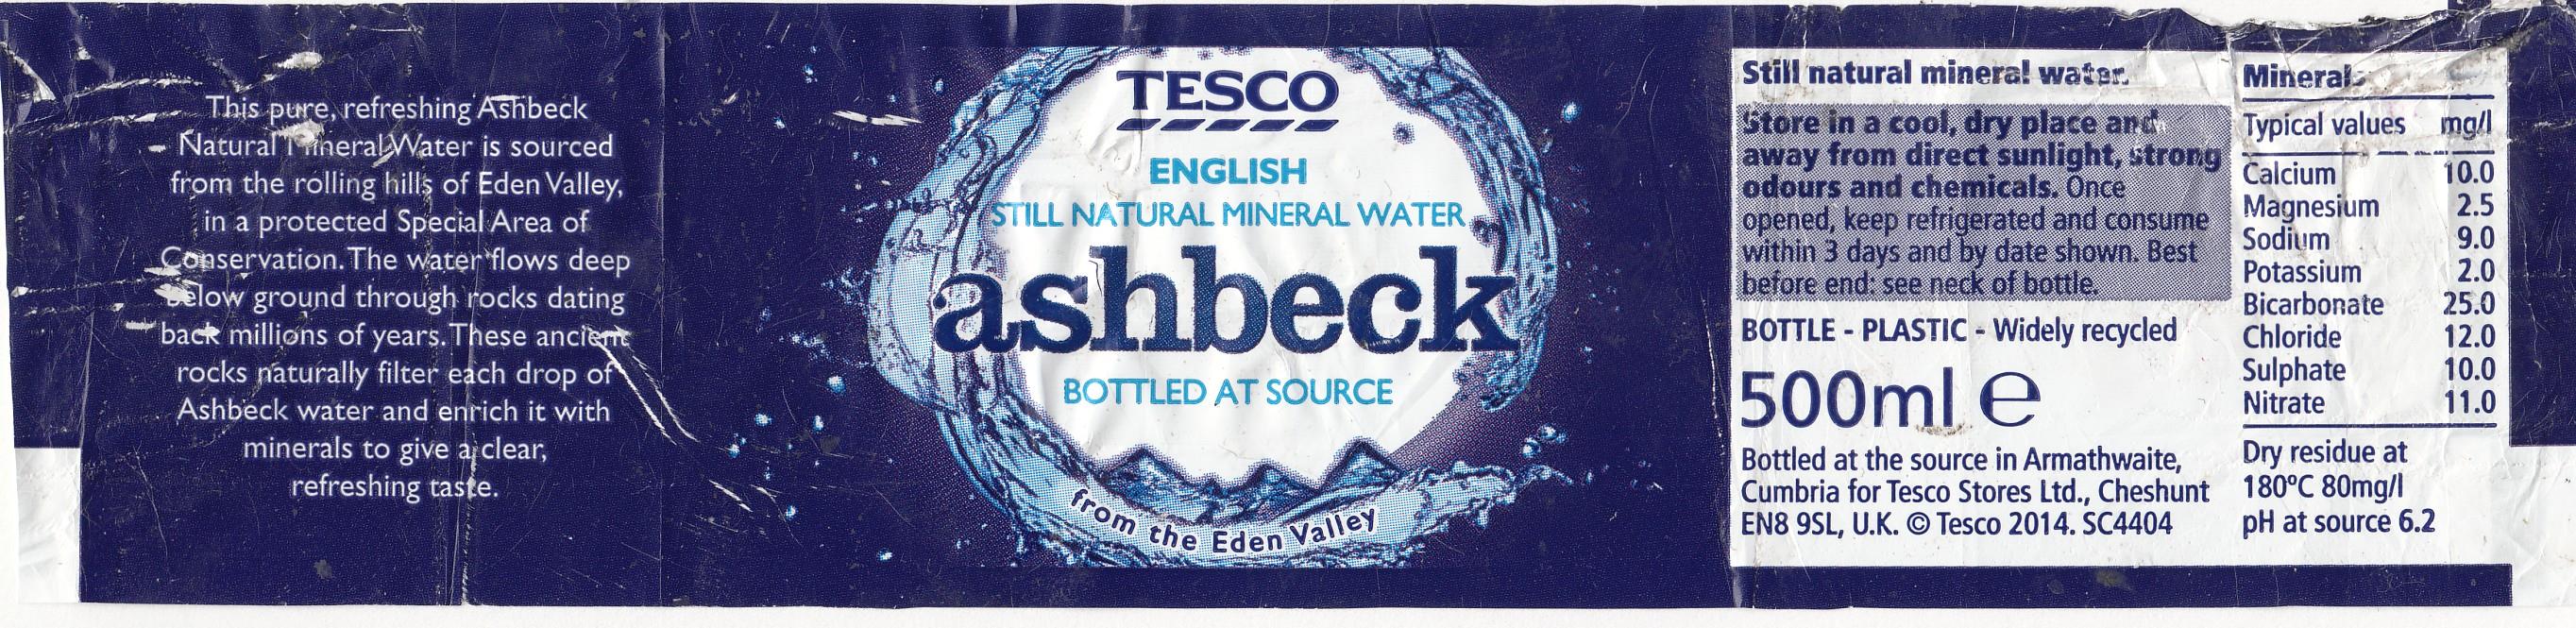 This pure, refreshing Ashbeck
Natural Mineral Water is sourced
from the rolling hills of Eden Valley,
in a protected Special Area of
Conservation. The water flows deep
below ground through rocks dating
back millions of years. These ancient
rocks naturally filter each drop of
Ashbeck water and enrich it with
minerals to give a clear,
refreshing taste.
TESCO
ENGLISH
STILL NATURAL MINERAL WATER
ashbeck
BOTTLED AT SOURCE
from the Eden Valley
Still natural mineral water.
Store in a cool, dry place and
away from direct sunlight, strong
odours and chemicals. Once
opened, keep refrigerated and consume
within 3 days and by date shown. Best
before end: see neck of bottle.
BOTTLE - PLASTIC - Widely recycled
500ml ℮
Bottled at the source in Armathwaite,
Cumbria for Tesco Stores Ltd., Cheshunt
EN8 9SL, U.K. © Tesco 2014. SC4404
Minerals
Typical values mg/l
Calcium 10.0
Magnesium 2.5
Sodium 9.0
Potassium 2.0
Bicarbonate 25.0
Chloride 12.0
Sulphate 10.0
Nitrate 11.0
Dry residue at
180ºC 80mg/l
pH at source 6.2